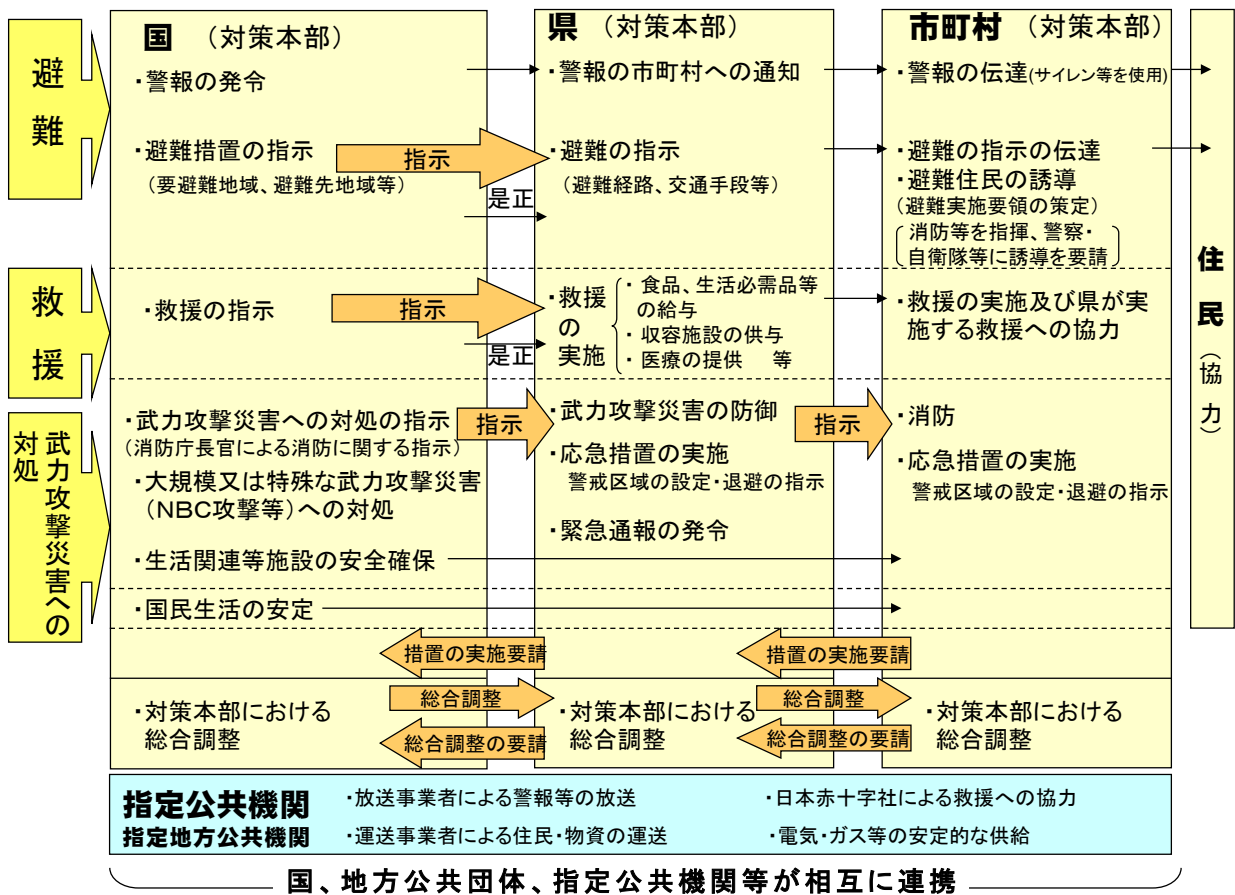 避難
国 （対策本部）
・警報の発令
・避難措置の指示
（要避難地域、避難先地域等）
指示
是正
県 （対策本部）
・警報の市町村への通知
・避難の指示
（避難経路、交通手段等）
市町村 （対策本部）
・警報の伝達(サイレン等を使用)
・避難の指示の伝達
・避難住民の誘導
（避難実施要領の策定）
消防等を指揮、警察・
自衛隊等に誘導を要請
住民（協力）
救援
・救援の指示
指示
是正
・救援の実施
・ 食品、生活必需品等
の給与
・ 収容施設の供与
・ 医療の提供　等
・救援の実施及び県が実
施する救援への協力
武力攻撃災害への
対処
・武力攻撃災害への対処の指示
（消防庁長官による消防に関する指示）
・大規模又は特殊な武力攻撃災害
（ＮＢＣ攻撃等）への対処
・生活関連等施設の安全確保
指示
・武力攻撃災害の防御
・応急措置の実施
警戒区域の設定・退避の指示
・緊急通報の発令
指示
・消防
・応急措置の実施
警戒区域の設定・退避の指示
・国民生活の安定
措置の実施要請
措置の実施要請
・対策本部における
総合調整
総合調整
総合調整の要請
・対策本部における
総合調整
総合調整
総合調整の要請
・対策本部における
総合調整
指定公共機関
指定地方公共機関
・放送事業者による警報等の放送
・日本赤十字社による救援への協力
・運送事業者による住民・物資の運送
・電気・ガス等の安定的な供給
国、地方公共団体、指定公共機関等が相互に連携